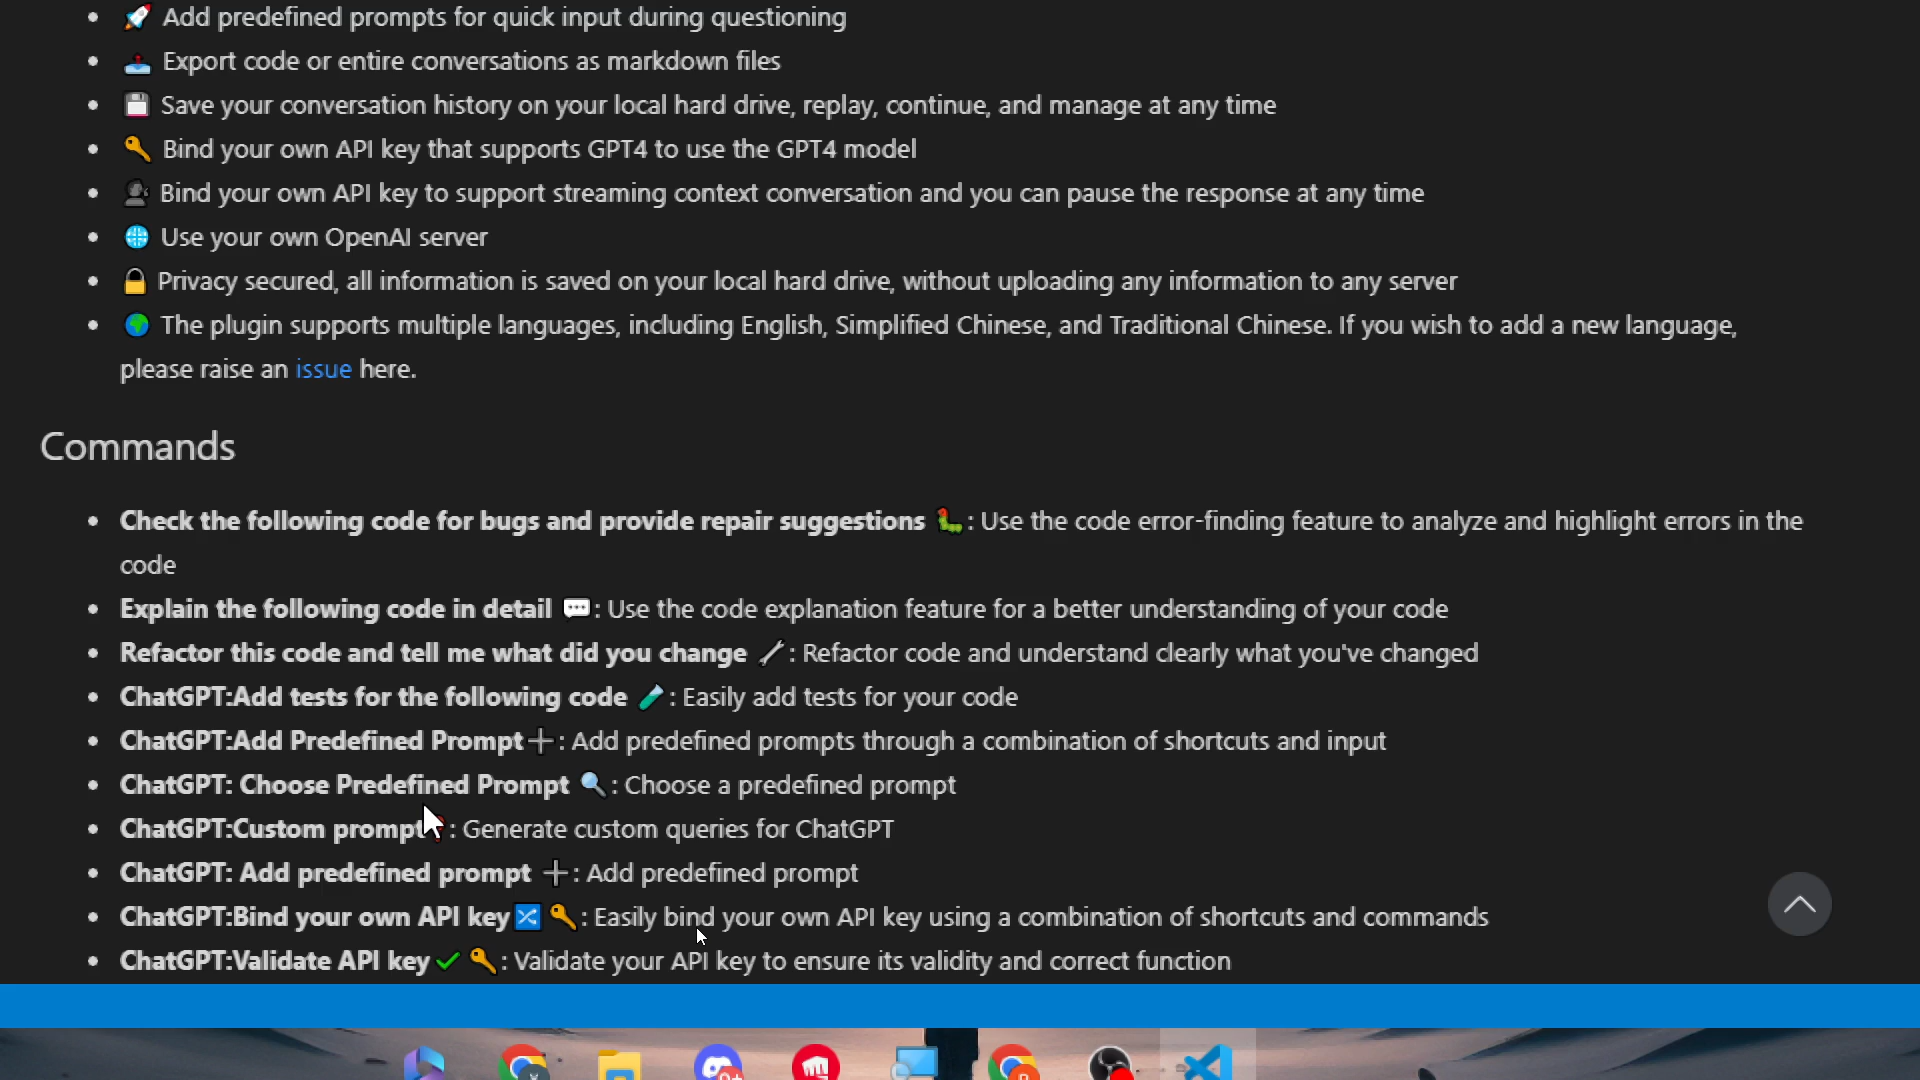 Add predefined prompts for quick input during questioning
Export code or entire conversations as markdown files
Save your conversation history on your local hard drive, replay, continue, and manage at any time
Bind your own API key that supports GPT4 to use the GPT4 model
Bind your own API key to support streaming context conversation and you can pause the response at any time
Use your own OpenAI server
Privacy secured, all information is saved on your local hard drive, without uploading any information to any server
The plugin supports multiple languages, including English, Simplified Chinese, and Traditional Chinese. If you wish to add a new language,
please raise an issue here.
Commands
Check the following code for bugs and provide repair suggestions 🐛: Use the code error-finding feature to analyze and highlight errors in the
code
Explain the following code in detail 💬: Use the code explanation feature for a better understanding of your code
Refactor this code and tell me what did you change 🔧: Refactor code and understand clearly what you've changed
ChatGPT:Add tests for the following code 🧪: Easily add tests for your code
ChatGPT:Add Predefined Prompt➕: Add predefined prompts through a combination of shortcuts and input
ChatGPT: Choose Predefined Prompt 🔍: Choose a predefined prompt
ChatGPT:Custom prompt: Generate custom queries for ChatGPT
ChatGPT: Add predefined prompt ➕: Add predefined prompt
ChatGPT:Bind your own API key🔀 🔑: Easily bind your own API key using a combination of shortcuts and commands
ChatGPT:Validate API key✔ 🔑: Validate your API key to ensure its validity and correct function